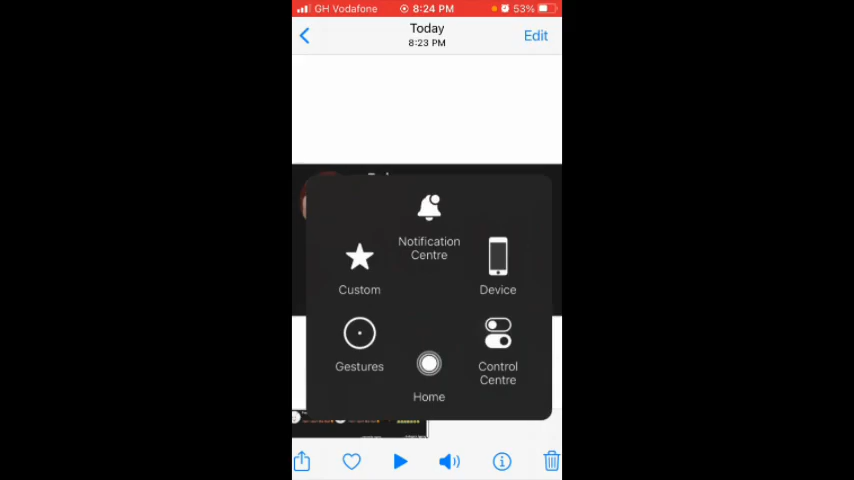 GH Vodafone 8:24 PM 53%
Today
8:23 PM
Edit
Notification
Centre
Custom
Device
Gestures
Control
Centre
Home